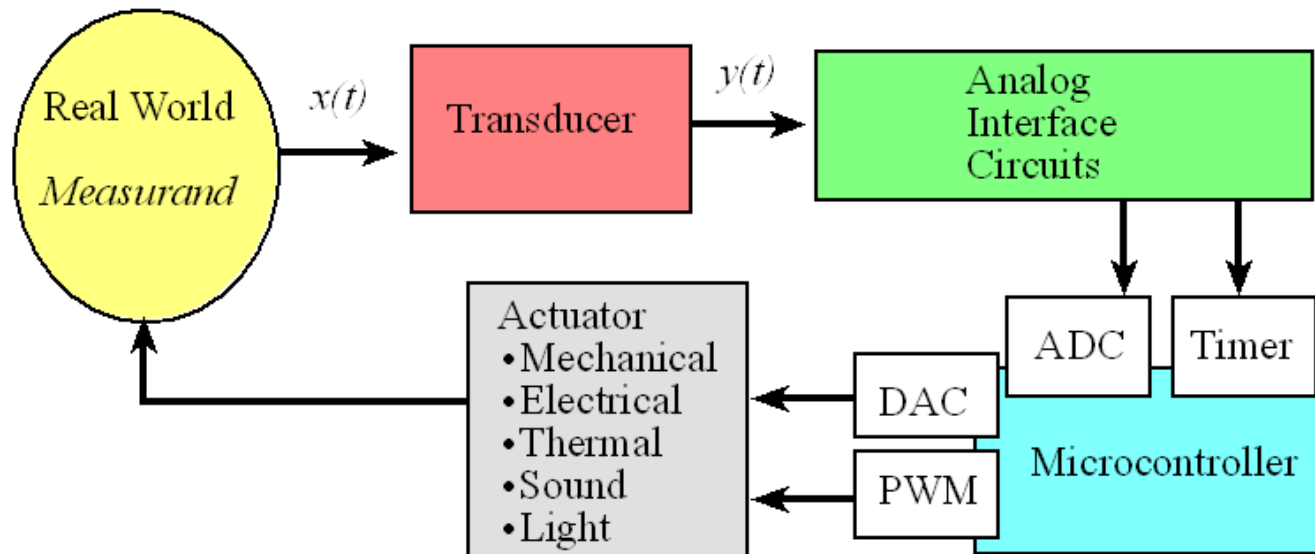 Real World
Measurand
x(t)
Transducer
y(t)
Analog
Interface
Circuits
ADC
Timer
Actuator
•Mechanical
•Electrical
•Thermal
•Sound
•Light
DAC
PWM
Microcontroller